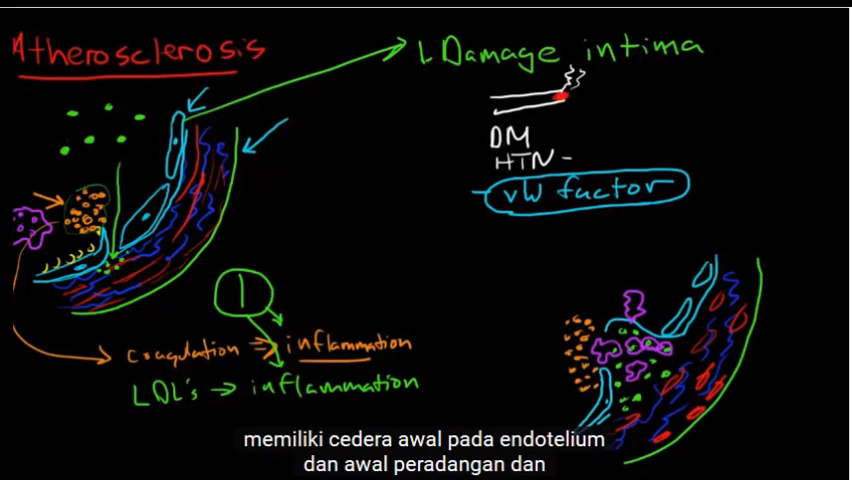 Atherosclerosis
1. Damage intima
DM
HTN -
vW factor
1
coagulation => inflammation
LDL's → inflammation
memiliki cedera awal pada endotelium
dan awal peradangan dan